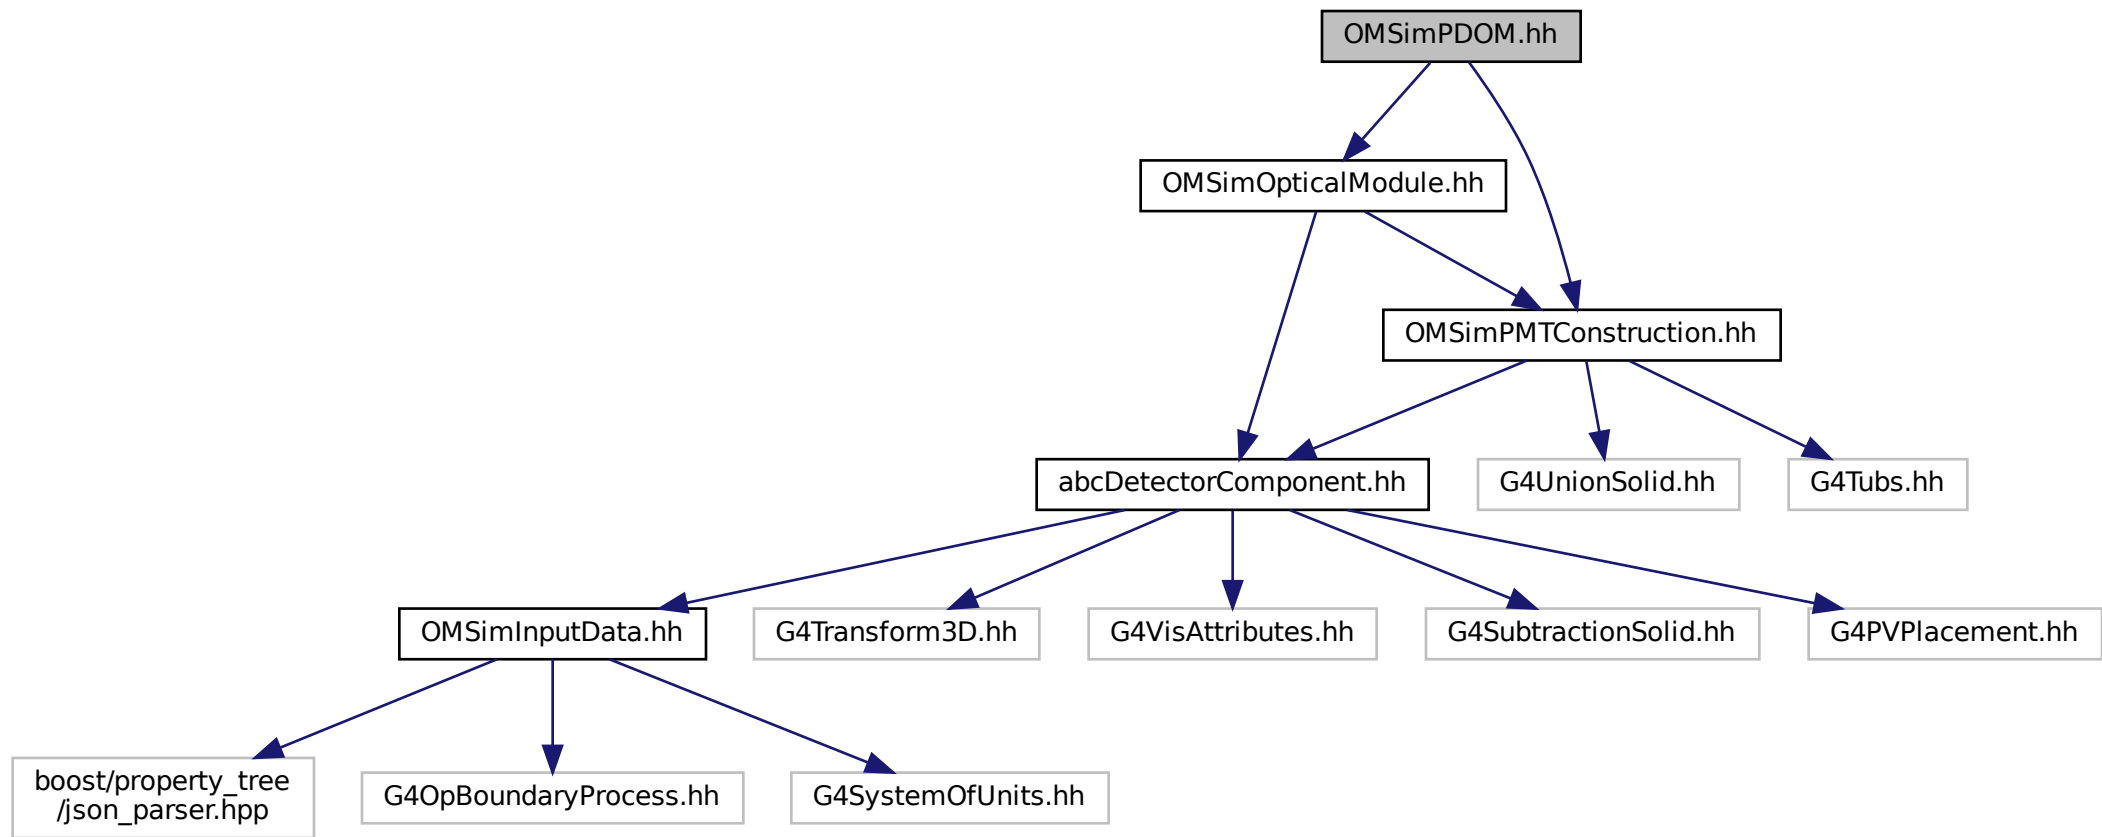 OMSimPDOM.hh
OMSimOpticalModule.hh
OMSimPMTConstruction.hh
abcDetectorComponent.hh
G4UnionSolid.hh
G4Tubs.hh
OMSimInputData.hh
G4Transform3D.hh
G4VisAttributes.hh
G4SubtractionSolid.hh
G4PVPlacement.hh
boost/property_tree
/json_parser.hpp
G4OpBoundaryProcess.hh
G4SystemOfUnits.hh